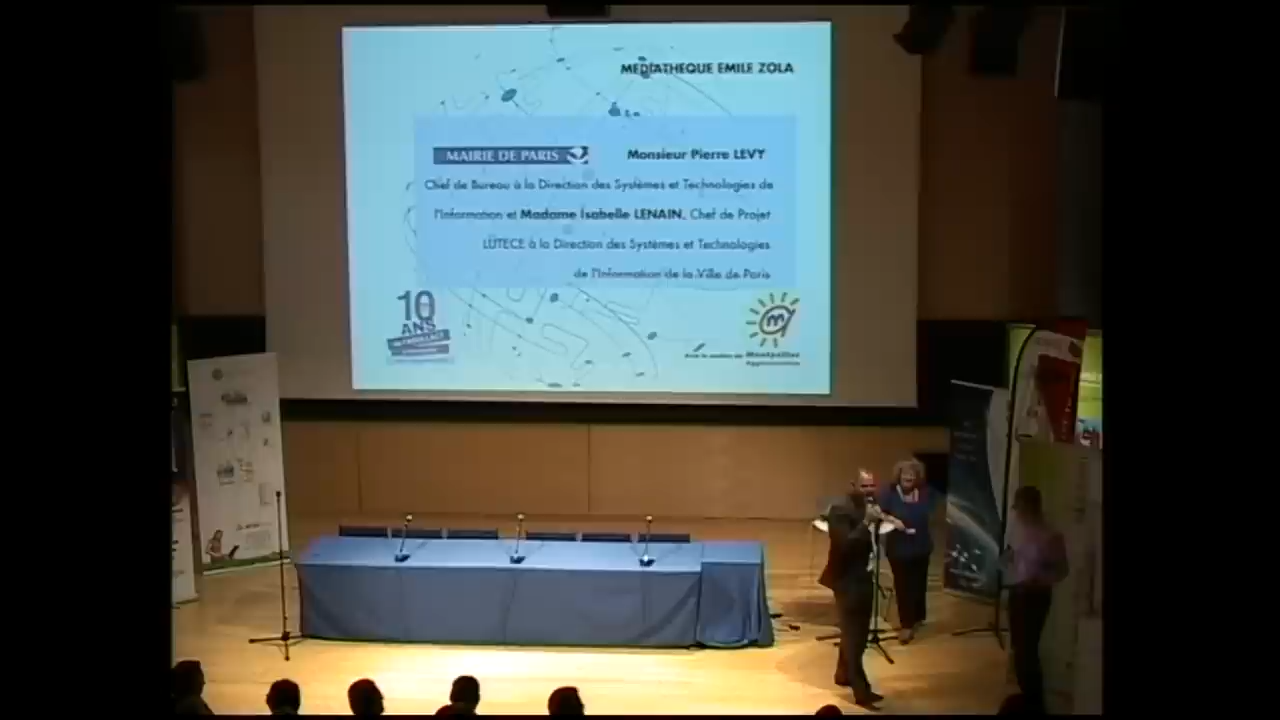 MEDIATHEQUE EMILE ZOLA
MAIRIE DE PARIS Monsieur Pierre LEVY
Chef de Bureau à la Direction des Systèmes et Technologies de
l'Information et Madame Isabelle LENAIN, Chef de Projet
LUTECE à la Direction des Systèmes et Technologies
de l'Information de la Ville de Paris
10
ANS
m
Montpellier
Agglomération